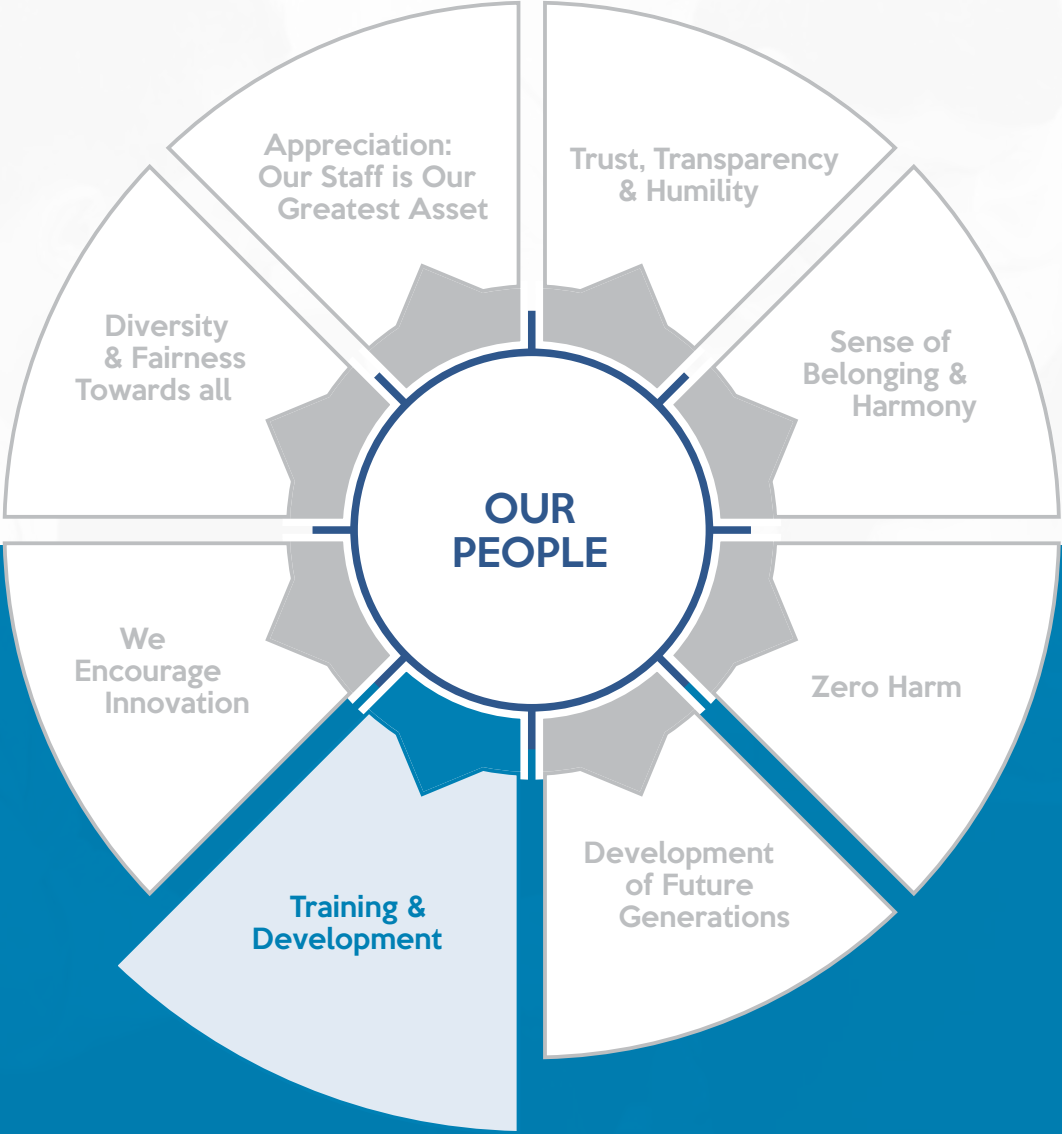 Appreciation:
Our Staff is Our
Greatest Asset
Trust, Transparency
& Humility
Diversity
& Fairness
Towards all
Sense of
Belonging &
Harmony
OUR
PEOPLE
We
Encourage
Innovation
Zero Harm
Training &
Development
Development
of Future
Generations